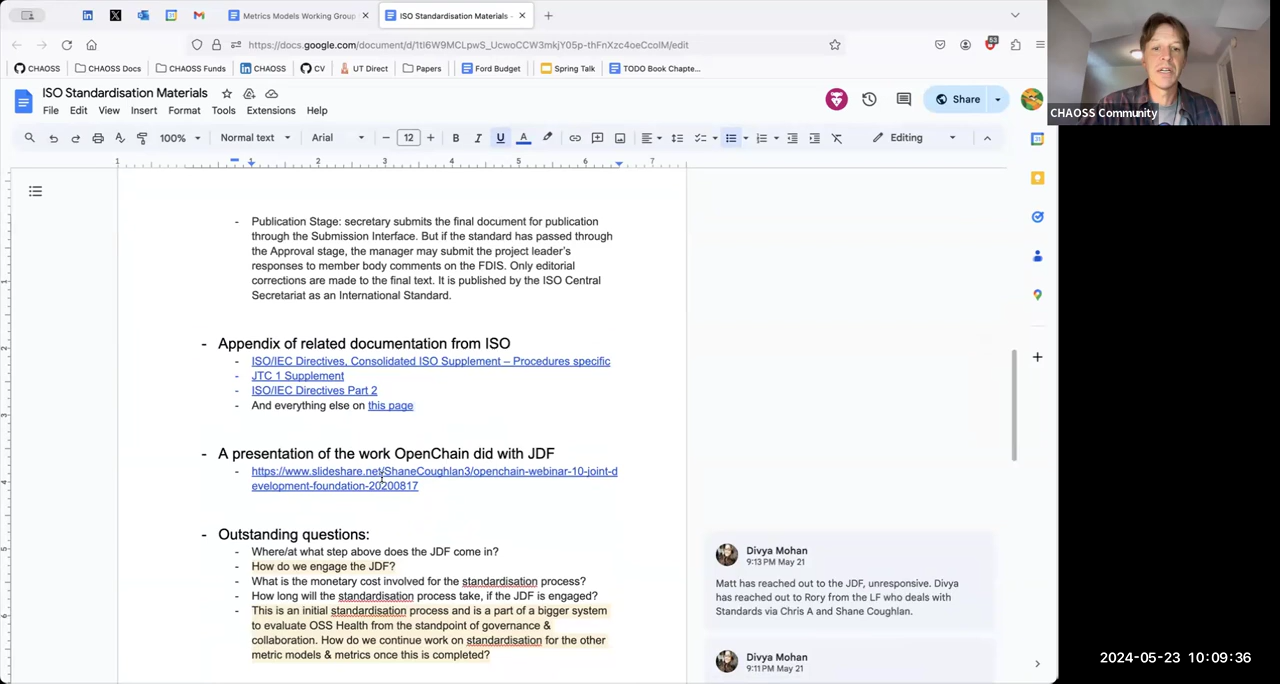 Metrics Models Working Group
ISO Standardisation Materials -
https://docs.google.com/document/d/1tI6W9MCLpwS_UcwoCCW3mkjY05p-thFnXzc4oeCcolM/edit
53
CHAOSS
CHAOSS Docs
CHAOSS Funds
CHAOSS
CV
UT Direct
Papers
Ford Budget
Spring Talk
TODO Book Chapte...
CHAOSS Community
ISO Standardisation Materials
File Edit View Insert Format Tools Extensions Help
Share
100% Normal text Arial 12 B I U A Editing
1 1 2 3 4 5 6 7
- Publication Stage: secretary submits the final document for publication
through the Submission Interface. But if the standard has passed through
the Approval stage, the manager may submit the project leader's
responses to member body comments on the FDIS. Only editorial
corrections are made to the final text. It is published by the ISO Central
Secretariat as an International Standard.
- Appendix of related documentation from ISO
- ISO/IEC Directives, Consolidated ISO Supplement – Procedures specific
- JTC 1 Supplement
- ISO/IEC Directives Part 2
- And everything else on this page
- A presentation of the work OpenChain did with JDF
- https://www.slideshare.net/ShaneCoughlan3/openchain-webinar-10-joint-d
evelopment-foundation-20200817
- Outstanding questions:
- Where/at what step above does the JDF come in?
- How do we engage the JDF?
- What is the monetary cost involved for the standardisation process?
- How long will the standardisation process take, if the JDF is engaged?
- This is an initial standardisation process and is a part of a bigger system
to evaluate OSS Health from the standpoint of governance &
collaboration. How do we continue work on standardisation for the other
metric models & metrics once this is completed?
Divya Mohan
9:13 PM May 21
Matt has reached out to the JDF, unresponsive. Divya
has reached out to Rory from the LF who deals with
Standards via Chris A and Shane Coughlan.
Divya Mohan
9:11 PM May 21
2024-05-23 10:09:36